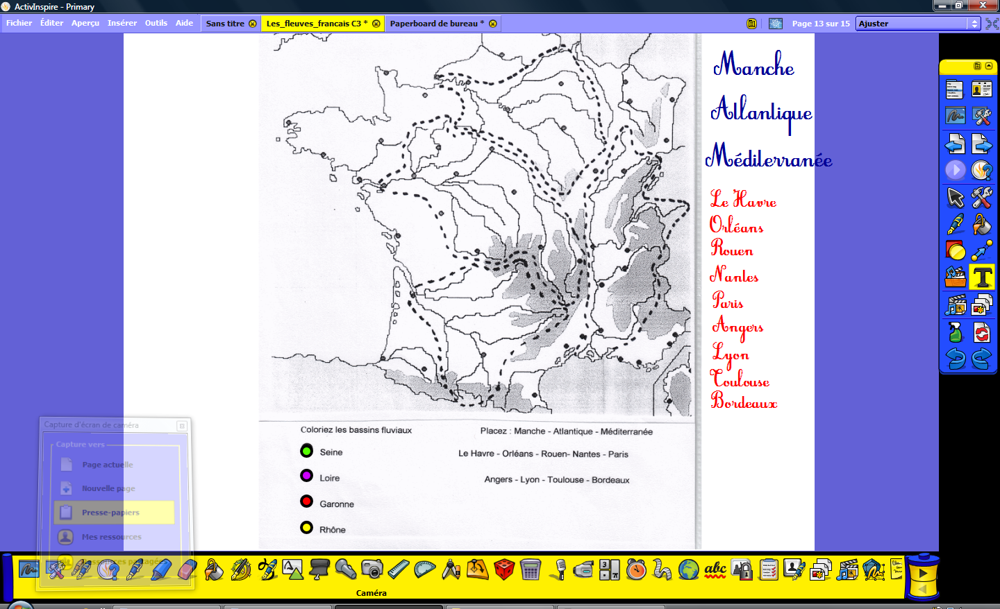 ActivInspire - Primary
Fichier Éditer Aperçu Insérer Outils Aide
Sans titre
Les_fleuves_francais C3 *
Paperboard de bureau *
Page 13 sur 15
Ajuster
Manche
Atlantique
Méditerranée
Le Havre
Orléans
Rouen
Nantes
Paris
Angers
Lyon
Toulouse
Bordeaux
Coloriez les bassins fluviaux
Seine
Loire
Garonne
Rhône
Placez : Manche - Atlantique - Méditerranée
Le Havre - Orléans - Rouen- Nantes - Paris
Angers - Lyon - Toulouse - Bordeaux
Capture d'écran de caméra
Capture vers
Page actuelle
Nouvelle page
Presse-papiers
Mes ressources
abc
Caméra